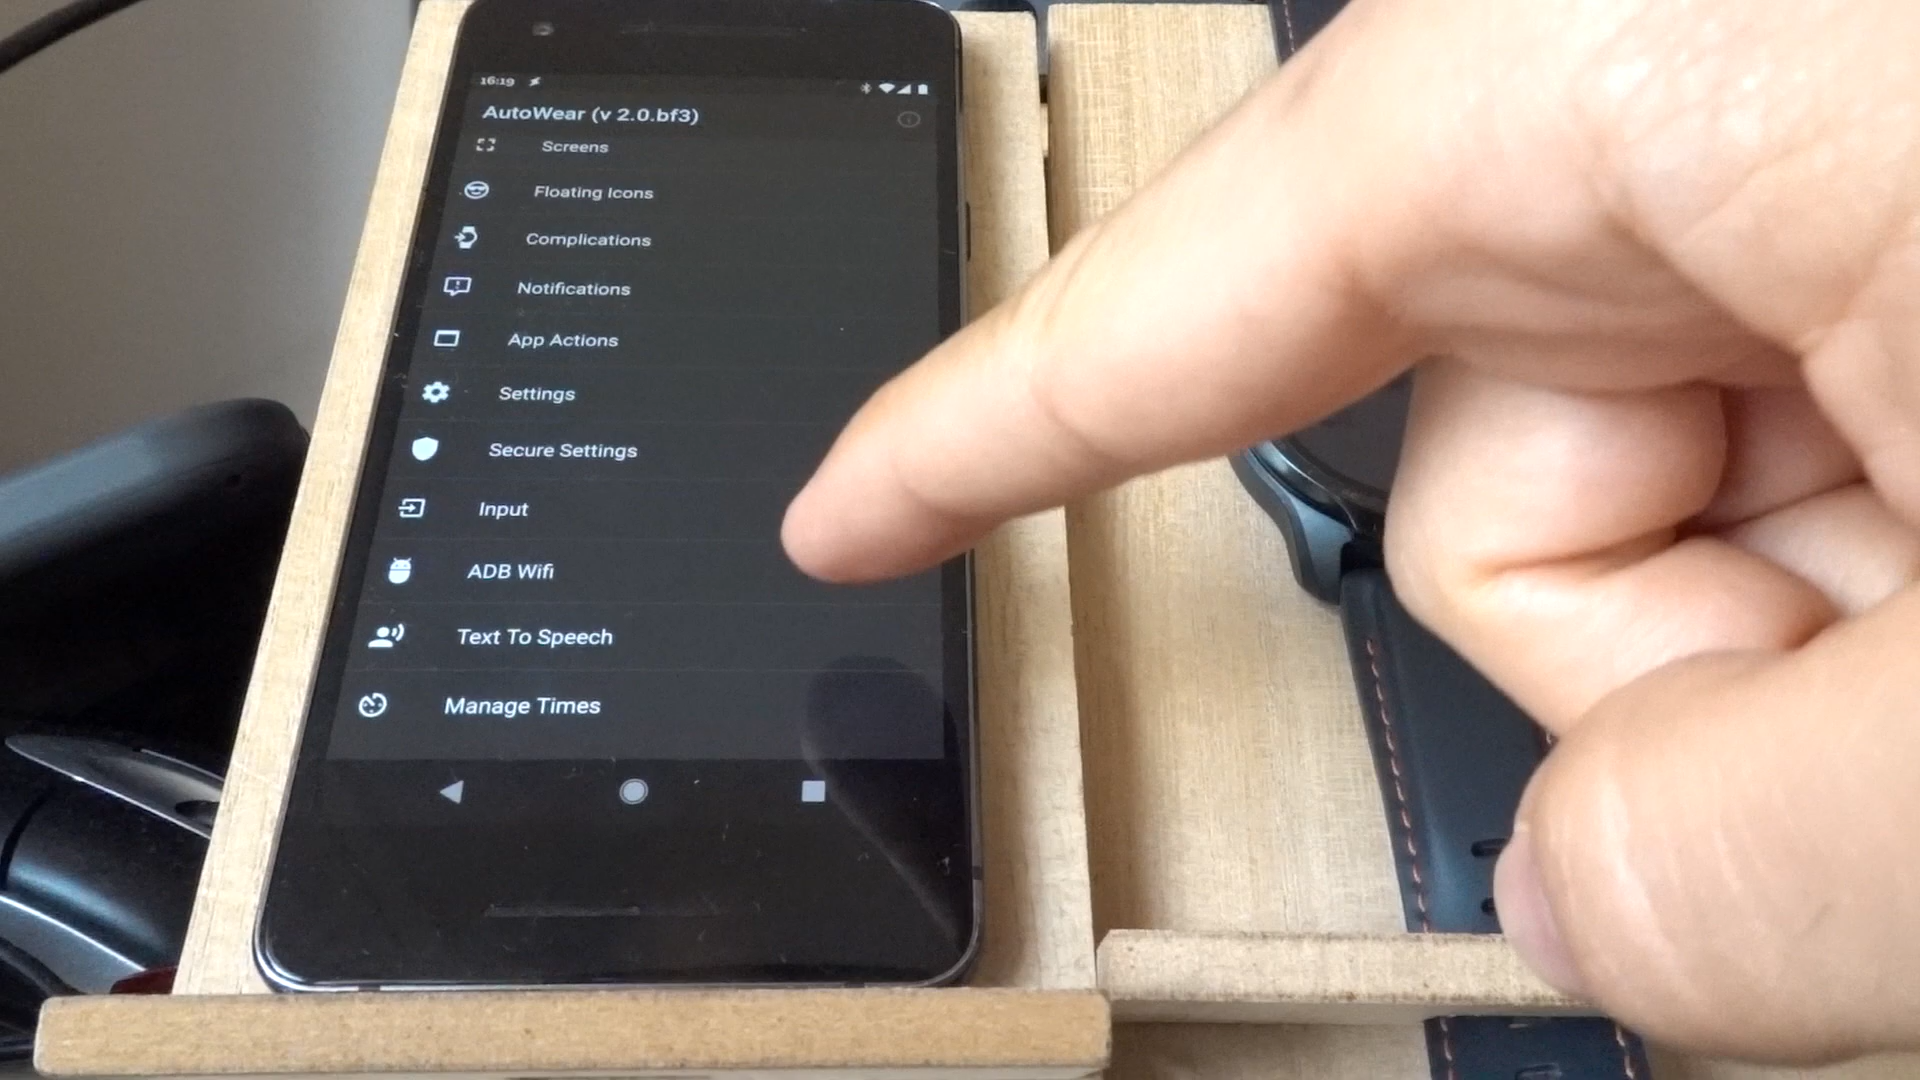 16:19
AutoWear (v 2.0.bf3)
Screens
Floating Icons
Complications
Notifications
App Actions
Settings
Secure Settings
Input
ADB Wifi
Text To Speech
Manage Times